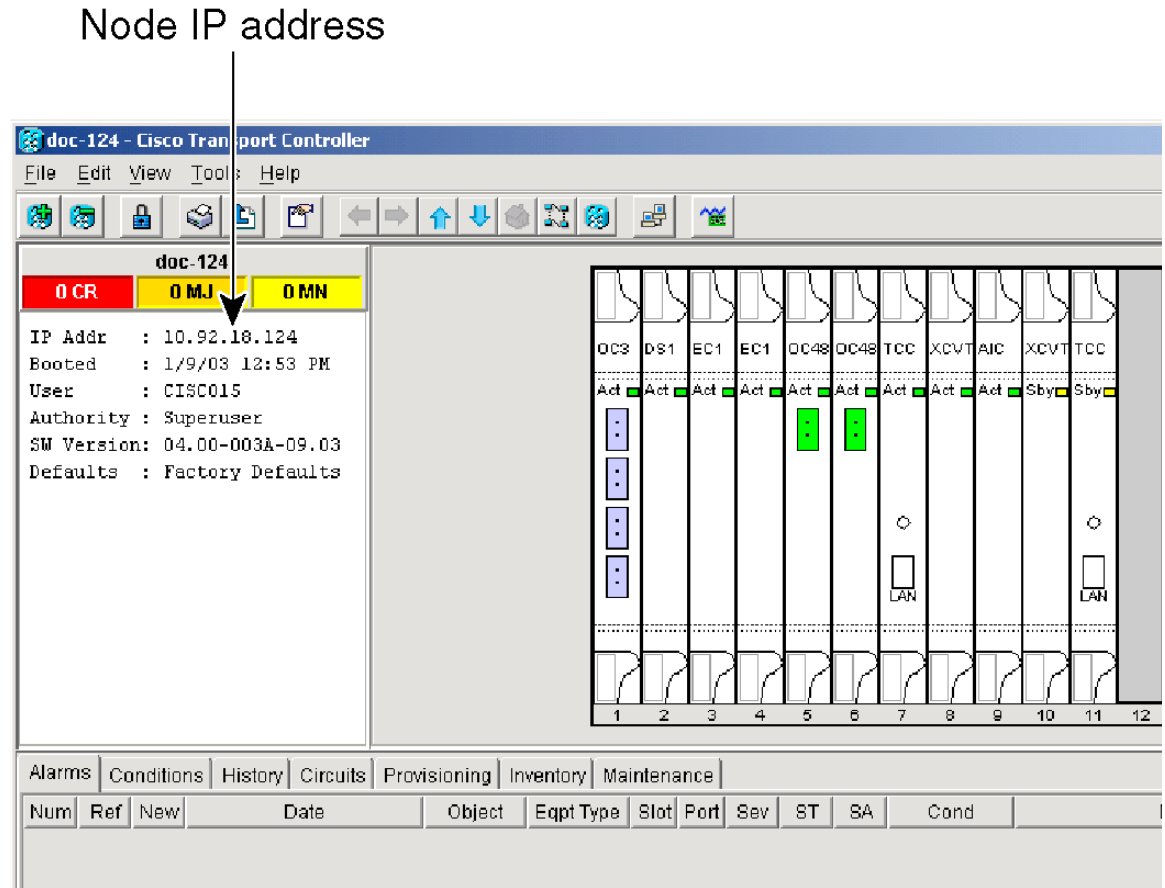 Node IP address
doc-124 - Cisco Transport Controller
File Edit View Tools Help
doc-124
0 CR 0 MJ 0 MN
IP Addr : 10.92.18.124
Booted : 1/9/03 12:53 PM
User : CISCO15
Authority : Superuser
SW Version: 04.00-003A-09.03
Defaults : Factory Defaults
OC3 DS1 EC1 EC1 OC48 OC48 TCC XCVT AIC XCVT TCC
Act Act Act Act Act Act Act Act Act Sby Sby
LAN LAN
1 2 3 4 5 6 7 8 9 10 11 12
Alarms Conditions History Circuits Provisioning Inventory Maintenance
Num Ref New Date Object Eqpt Type Slot Port Sev ST SA Cond